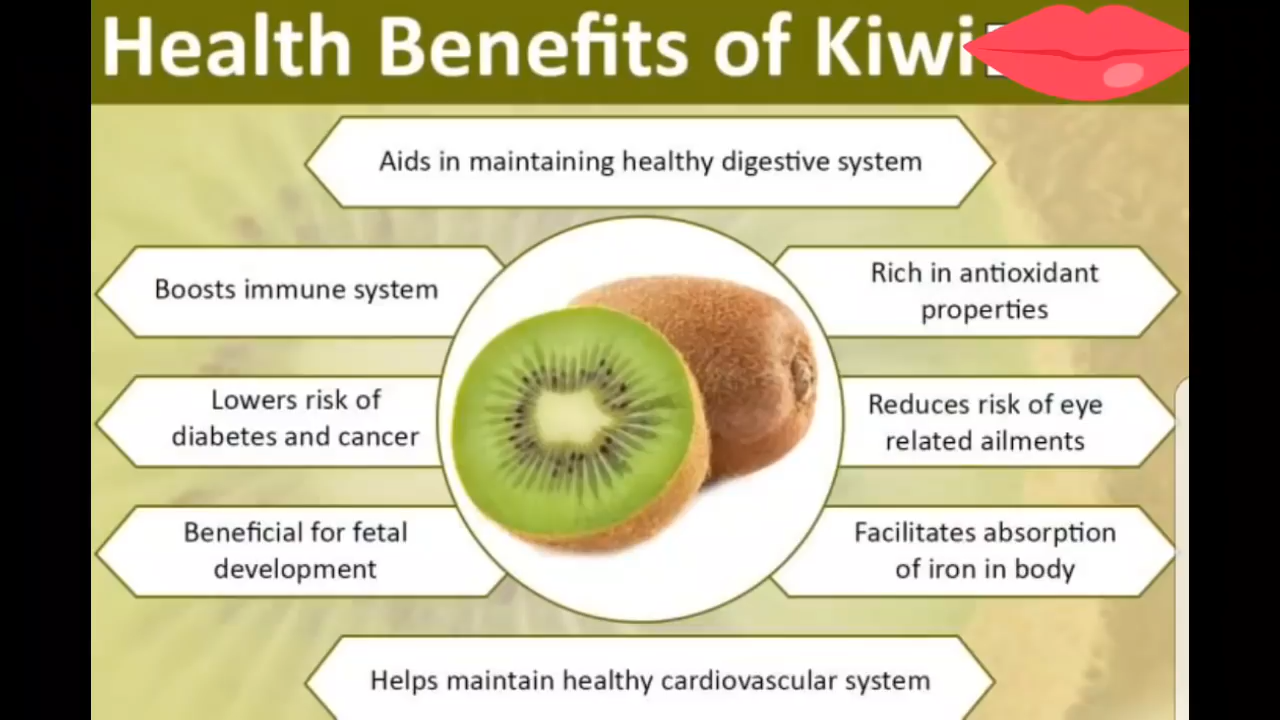 Health Benefits of Kiwi
Aids in maintaining healthy digestive system
Boosts immune system
Rich in antioxidant
properties
Lowers risk of
diabetes and cancer
Reduces risk of eye
related ailments
Beneficial for fetal
development
Facilitates absorption
of iron in body
Helps maintain healthy cardiovascular system